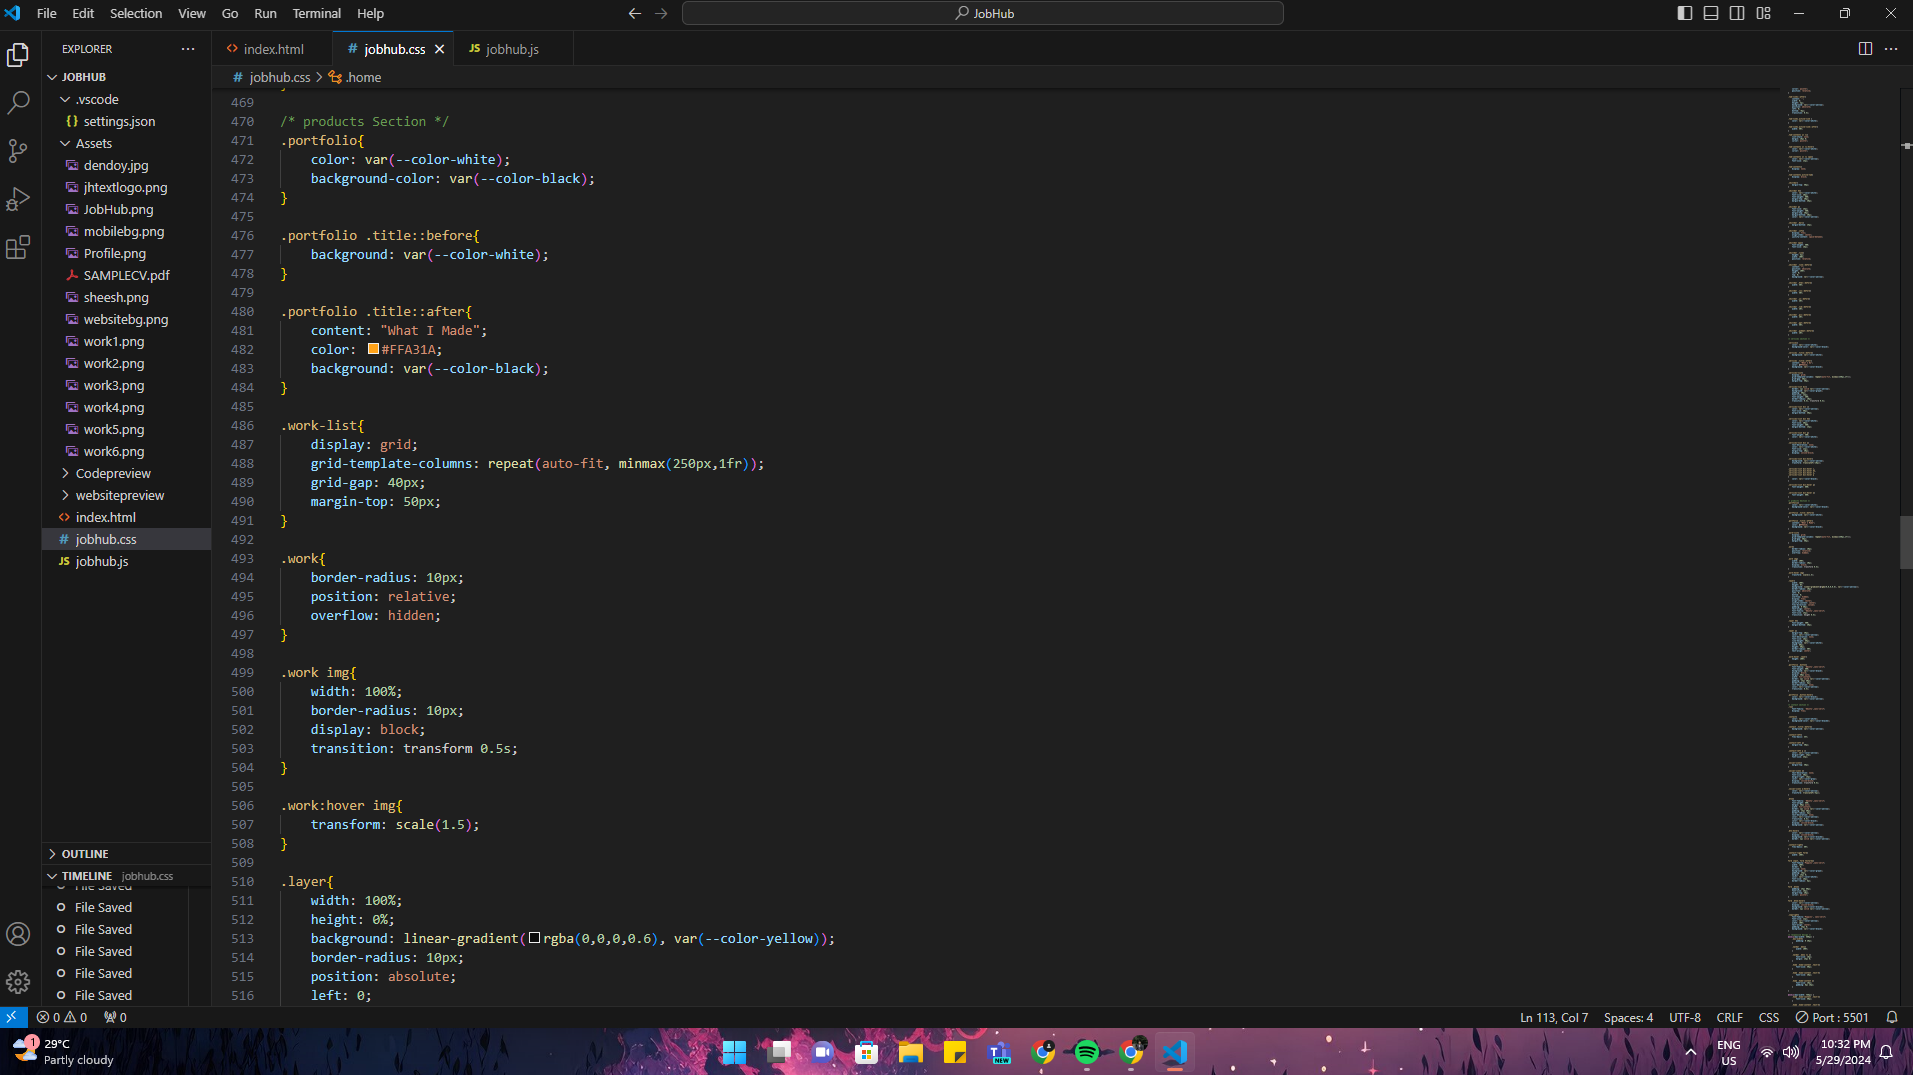 File Edit Selection View Go Run Terminal Help
JobHub
EXPLORER
index.html
jobhub.css
JS jobhub.js
JOBHUB
# jobhub.css > .home
.vscode
{} settings.json
Assets
dendoy.jpg
jhtextlogo.png
JobHub.png
mobilebg.png
Profile.png
SAMPLECV.pdf
sheesh.png
websitebg.png
work1.png
work2.png
work3.png
work4.png
work5.png
work6.png
Codepreview
websitepreview
index.html
# jobhub.css
JS jobhub.js
OUTLINE
TIMELINE jobhub.css
File Saved
File Saved
File Saved
File Saved
File Saved
File Saved
469
470 /* products Section */
471 .portfolio{
472 color: var(--color-white);
473 background-color: var(--color-black);
474 }
475
476 .portfolio .title::before{
477 background: var(--color-white);
478 }
479
480 .portfolio .title::after{
481 content: "What I Made";
482 color: #FFA31A;
483 background: var(--color-black);
484 }
485
486 .work-list{
487 display: grid;
488 grid-template-columns: repeat(auto-fit, minmax(250px,1fr));
489 grid-gap: 40px;
490 margin-top: 50px;
491 }
492
493 .work{
494 border-radius: 10px;
495 position: relative;
496 overflow: hidden;
497 }
498
499 .work img{
500 width: 100%;
501 border-radius: 10px;
502 display: block;
503 transition: transform 0.5s;
504 }
505
506 .work:hover img{
507 transform: scale(1.5);
508 }
509
510 .layer{
511 width: 100%;
512 height: 0%;
513 background: linear-gradient(rgba(0,0,0,0.6), var(--color-yellow));
514 border-radius: 10px;
515 position: absolute;
516 left: 0;
0 0 0
Ln 113, Col 7 Spaces: 4 UTF-8 CRLF CSS Port : 5501
1 29°C
Partly cloudy
NEW
ENG
US
10:32 PM
5/29/2024